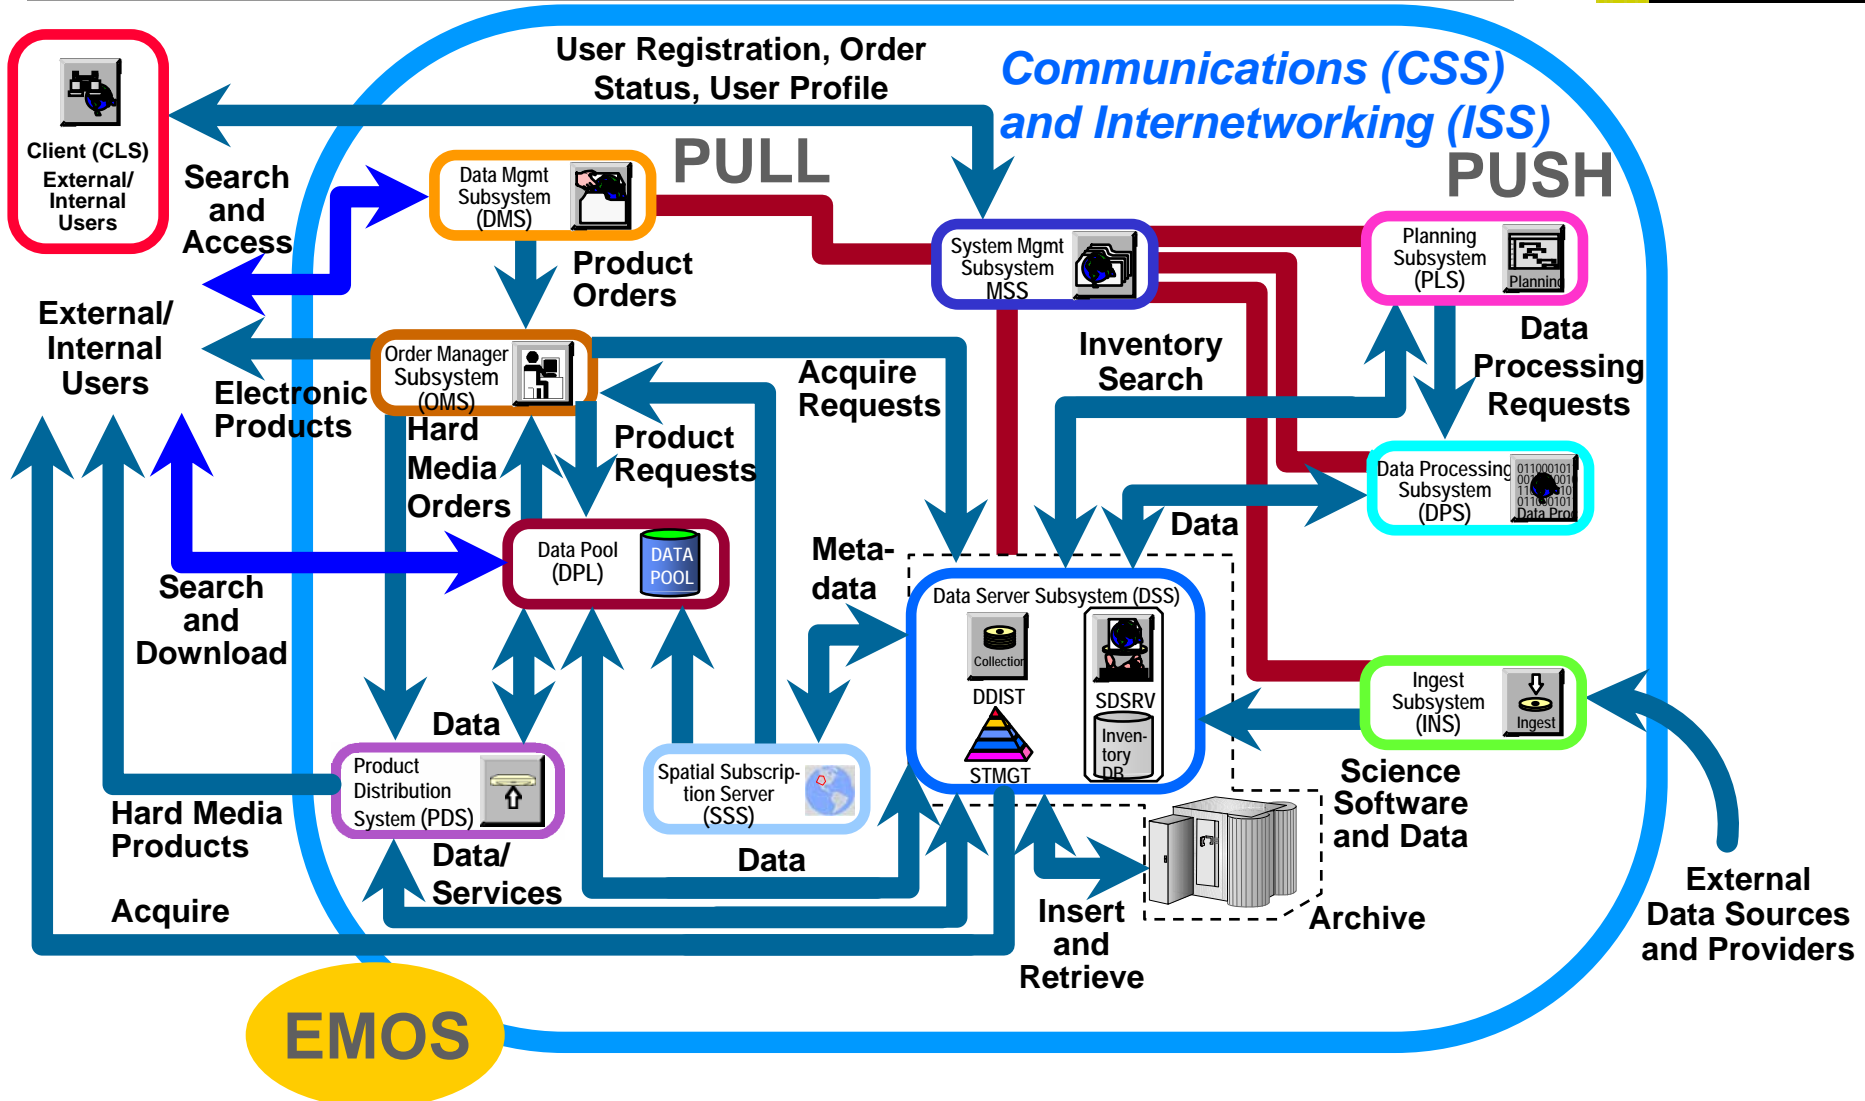 User Registration, Order
Status, User Profile
Communications (CSS)
and Internetworking (ISS)
PULL
PUSH
Client (CLS)
External/
Internal
Users
Search
and
Access
Data Mgmt
Subsystem
(DMS)
System Mgmt
Subsystem
MSS
Planning
Subsystem
(PLS)
Planning
Product
Orders
External/
Internal
Users
Order Manager
Subsystem
(OMS)
Electronic
Products
Hard
Media
Orders
Product
Requests
Acquire
Requests
Inventory
Search
Data
Processing
Requests
Data Processing
Subsystem
(DPS)
011000101
Data Proc
Data
Data Pool
(DPL)
DATA
POOL
Meta-
data
Search
and
Download
Data Server Subsystem (DSS)
Collection
DDIST
SDSRV
STMGT
Inven-
tory
DB
Ingest
Subsystem
(INS)
Ingest
Data
Product
Distribution
System (PDS)
Spatial Subscrip-
tion Server
(SSS)
Science
Software
and Data
Hard Media
Products
Data/
Services
Data
Acquire
Insert
and
Retrieve
Archive
External
Data Sources
and Providers
EMOS